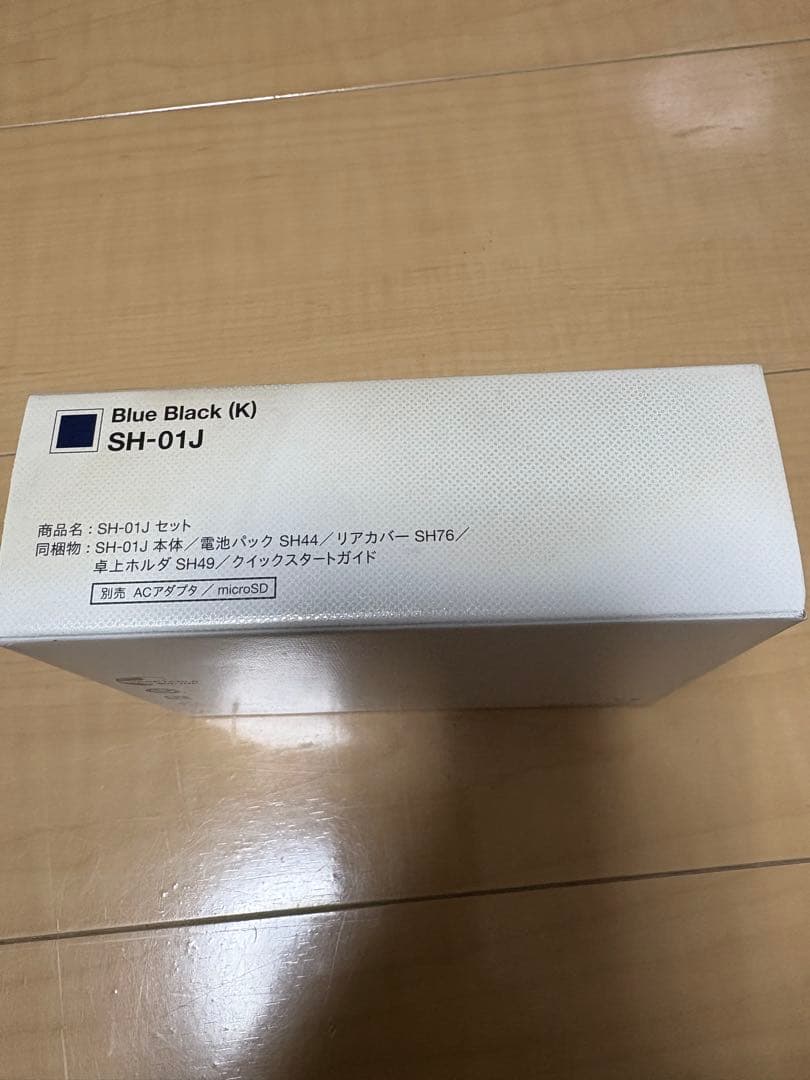 Blue Black (K)
SH-01J
商品名：SH-01J セット
同梱物：SH-01J 本体／電池パック SH44／リアカバー SH76／
卓上ホルダ SH49／クイックスタートガイド
別売 ACアダプタ／microSD